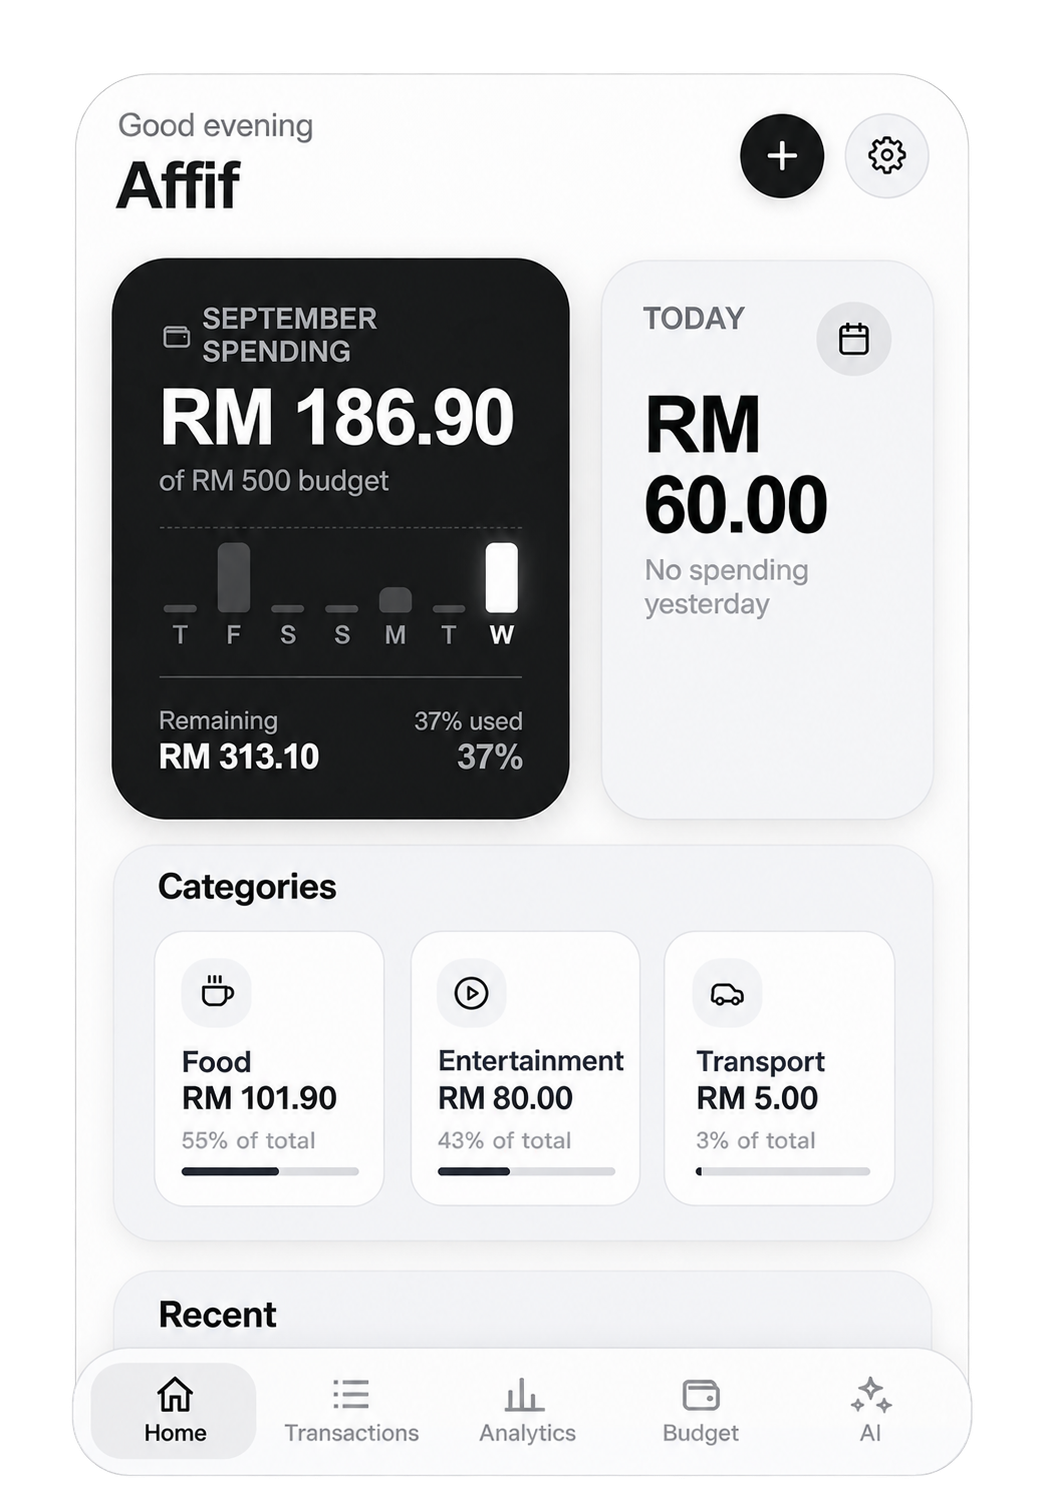 Good evening
Affif
SEPTEMBER
SPENDING
RM 186.90
of RM 500 budget
T F S S M T W
Remaining
37% used
RM 313.10
37%
TODAY
RM
60.00
No spending
yesterday
Categories
Food
RM 101.90
55% of total
Entertainment
RM 80.00
43% of total
Transport
RM 5.00
3% of total
Recent
Home
Transactions
Analytics
Budget
AI